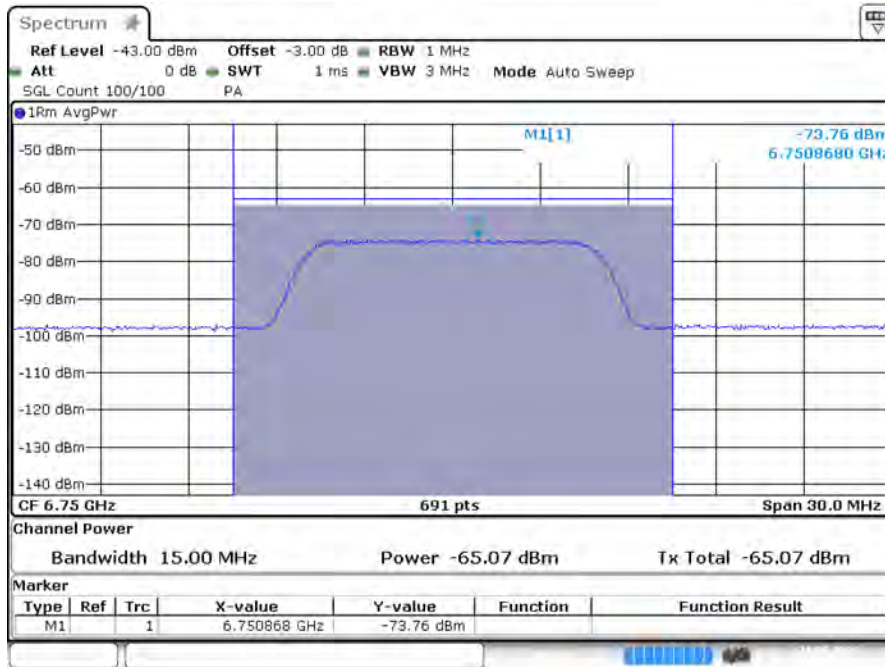 Spectrum
Ref Level -43.00 dBm Offset -3.00 dB RBW 1 MHz
Att 0 dB SWT 1 ms VBW 3 MHz Mode Auto Sweep
SGL Count 100/100 PA
1Rm AvgPwr
M1[1] -73.76 dBm
6.7508680 GHz
-50 dBm
-60 dBm
-70 dBm
-80 dBm
-90 dBm
-100 dBm
-110 dBm
-120 dBm
-130 dBm
-140 dBm
CF 6.75 GHz 691 pts Span 30.0 MHz
Channel Power
Bandwidth 15.00 MHz Power -65.07 dBm Tx Total -65.07 dBm
Marker
Type Ref Trc X-value Y-value Function Function Result
M1 1 6.750868 GHz -73.76 dBm